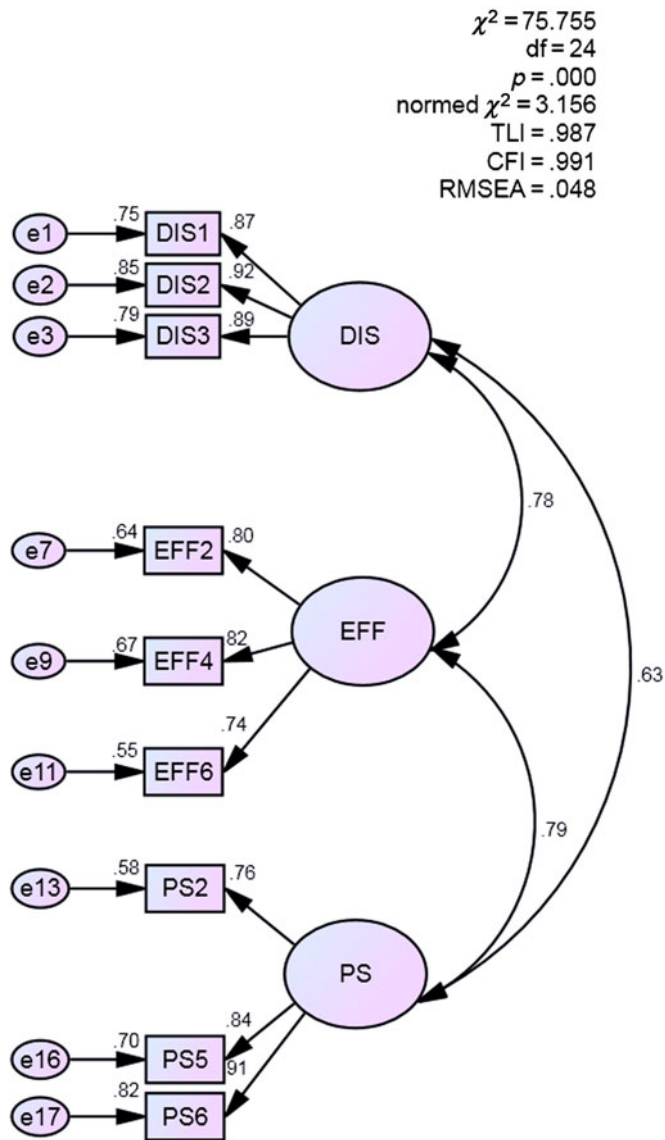 χ² = 75.755
df = 24
p = .000
normed χ² = 3.156
TLI = .987
CFI = .991
RMSEA = .048
e1 .75 DIS1 .87
e2 .85 DIS2 .92
e3 .79 DIS3 .89
DIS
.78
e7 .64 EFF2 .80
EFF
e9 .67 EFF4 .82
.63
e11 .55 EFF6 .74
.79
e13 .58 PS2 .76
PS
e16 .70 PS5 .84
e17 .82 PS6 .91